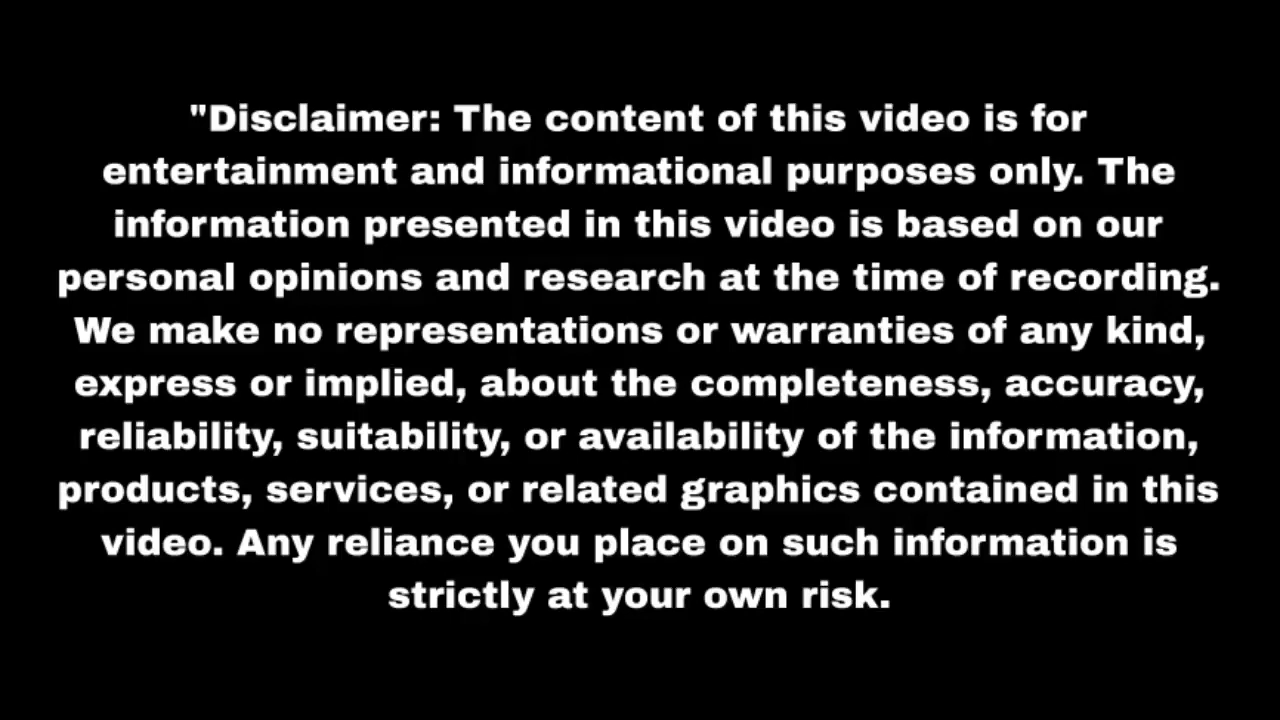 "Disclaimer: The content of this video is for
entertainment and informational purposes only. The
information presented in this video is based on our
personal opinions and research at the time of recording.
We make no representations or warranties of any kind,
express or implied, about the completeness, accuracy,
reliability, suitability, or availability of the information,
products, services, or related graphics contained in this
video. Any reliance you place on such information is
strictly at your own risk.